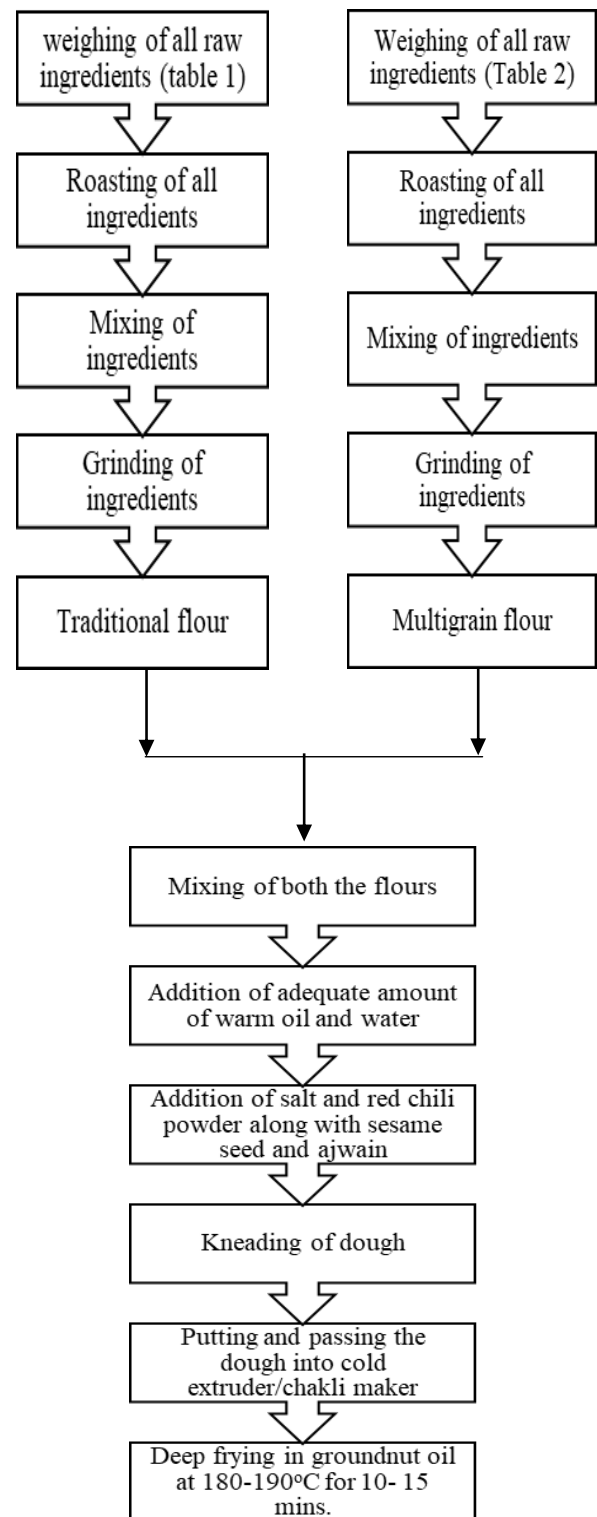 weighing of all raw
ingredients (table 1)
Roasting of all
ingredients
Mixing of
ingredients
Grinding of
ingredients
Traditional flour
Weighing of all raw
ingredients (Table 2)
Roasting of all
ingredients
Mixing of ingredients
Grinding of
ingredients
Multigrain flour
Mixing of both the flours
Addition of adequate amount
of warm oil and water
Addition of salt and red chili
powder along with sesame
seed and ajwain
Kneading of dough
Putting and passing the
dough into cold
extruder/chakli maker
Deep frying in groundnut oil
at 180-190°C for 10- 15
mins.